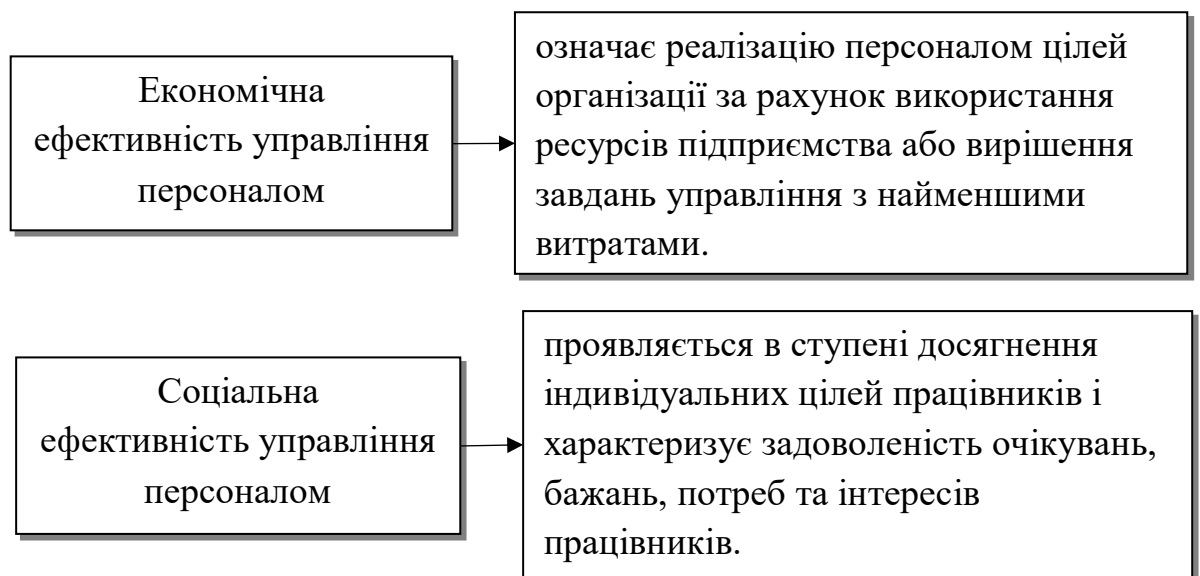 Економічна
ефективність управління
персоналом
означає реалізацію персоналом цілей
організації за рахунок використання
ресурсів підприємства або вирішення
завдань управління з найменшими
витратами.
Соціальна
ефективність управління
персоналом
проявляється в ступені досягнення
індивідуальних цілей працівників і
характеризує задоволеність очікувань,
бажань, потреб та інтересів
працівників.